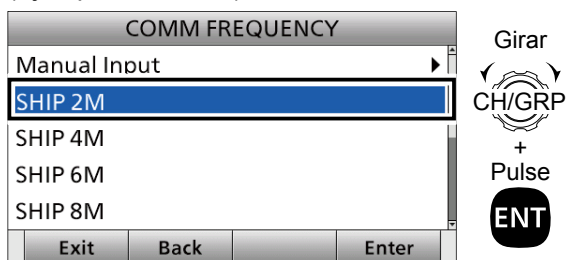 COMM FREQUENCY
Manual Input
SHIP 2M
SHIP 4M
SHIP 6M
SHIP 8M
Exit Back Enter
Girar
CH/GRP
+
Pulse
ENT